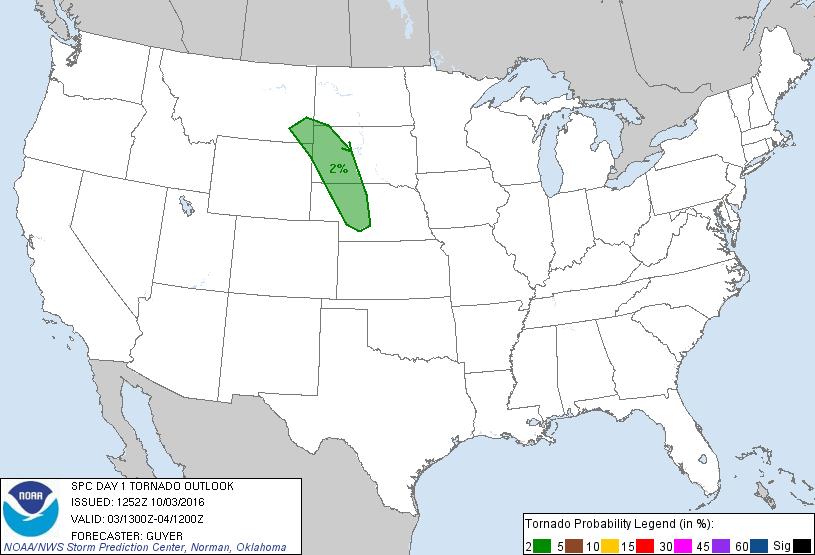 2%
NOAA
SPC DAY 1 TORNADO OUTLOOK
ISSUED: 1252Z 10/03/2016
VALID: 03/1300Z-04/1200Z
FORECASTER: GUYER
NOAA/NWS Storm Prediction Center, Norman, Oklahoma
Tornado Probability Legend (in %):
2 5 10 15 30 45 60 Sig